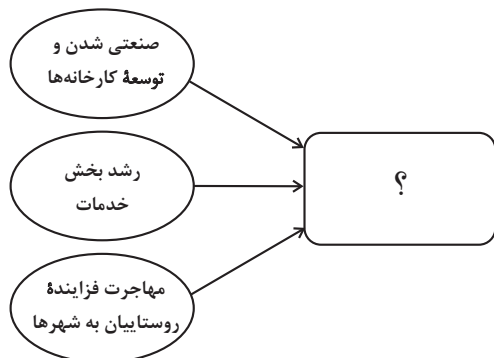 صنعتی شدن و
توسعهٔ کارخانه‌ها
رشد بخش
خدمات
؟
مهاجرت فزایندهٔ
روستاییان به شهرها